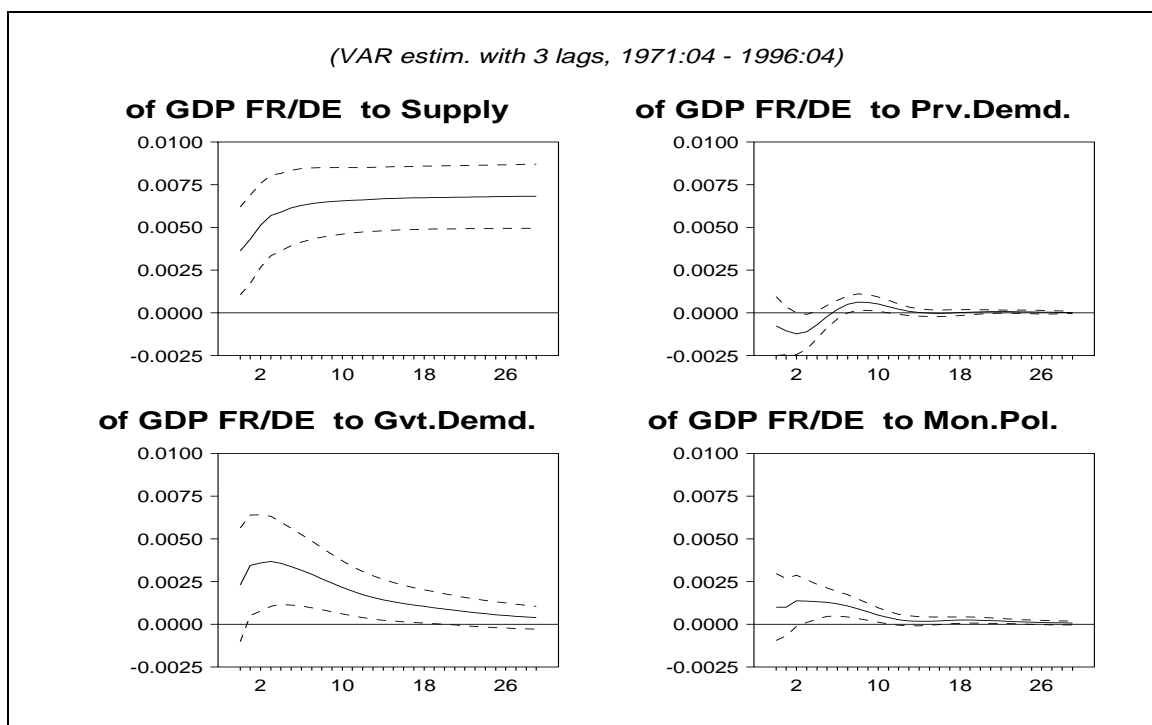 (VAR estim. with 3 lags, 1971:04 - 1996:04)
of GDP FR/DE to Supply
0.0100
0.0075
0.0050
0.0025
0.0000
-0.0025
2 10 18 26
of GDP FR/DE to Prv.Demd.
0.0100
0.0075
0.0050
0.0025
0.0000
-0.0025
2 10 18 26
of GDP FR/DE to Gvt.Demd.
0.0100
0.0075
0.0050
0.0025
0.0000
-0.0025
2 10 18 26
of GDP FR/DE to Mon.Pol.
0.0100
0.0075
0.0050
0.0025
0.0000
-0.0025
2 10 18 26